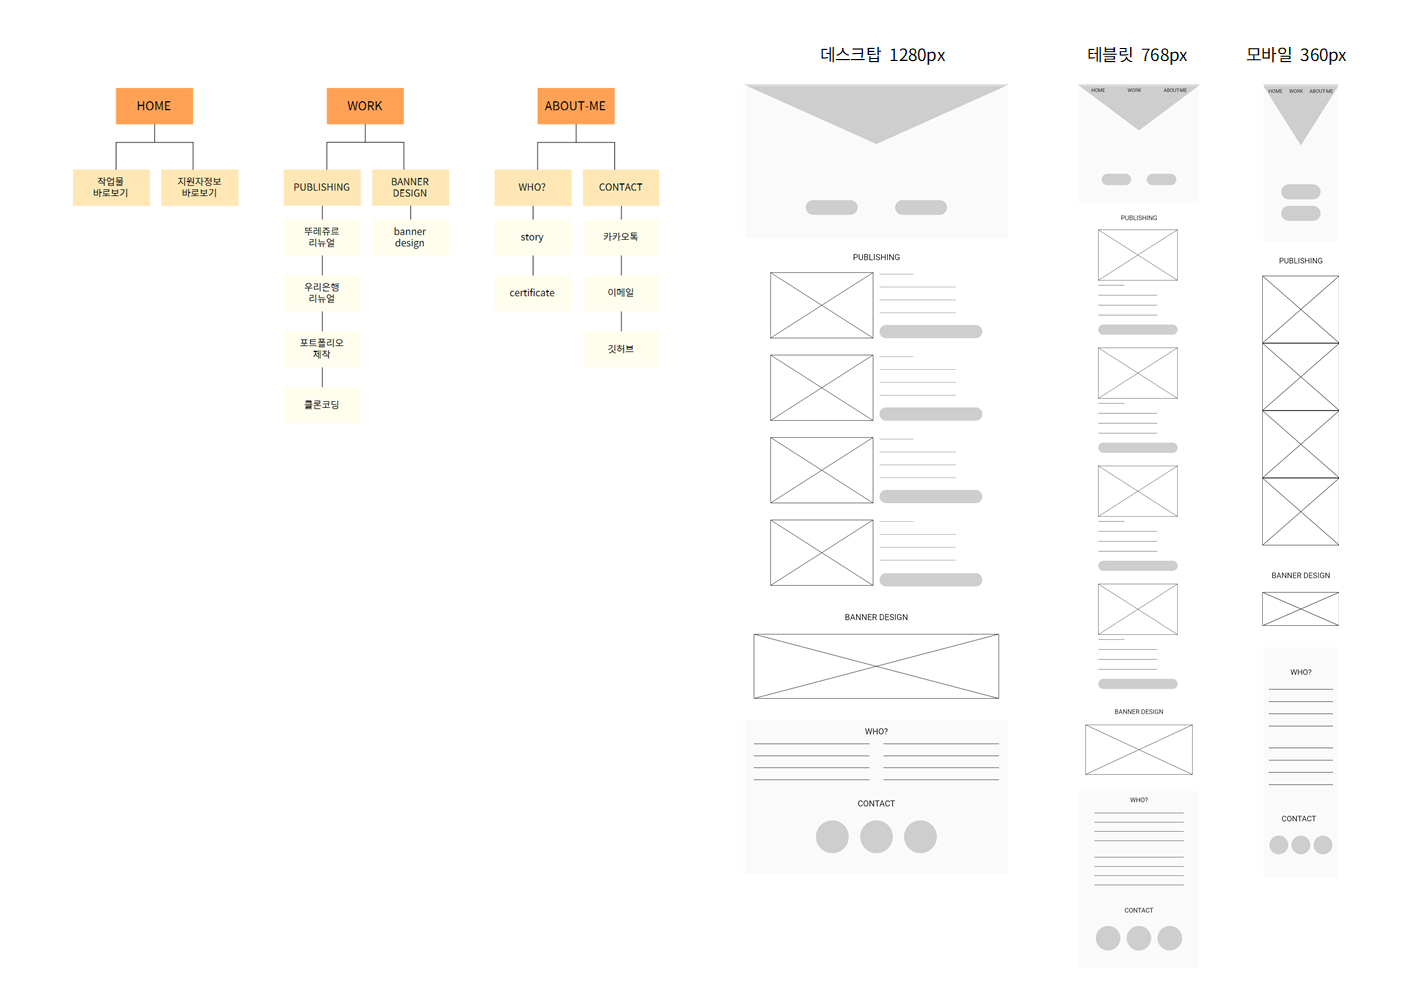 HOME
작업물
바로보기
지원자정보
바로보기
WORK
PUBLISHING
뚜레쥬르
리뉴얼
우리은행
리뉴얼
포트폴리오
제작
클론코딩
BANNER
DESIGN
banner
design
ABOUT-ME
WHO?
story
certificate
CONTACT
카카오톡
이메일
깃허브
데스크탑 1280px
PUBLISHING
BANNER DESIGN
WHO?
CONTACT
테블릿 768px
HOME WORK ABOUT-ME
PUBLISHING
BANNER DESIGN
WHO?
CONTACT
모바일 360px
HOME WORK ABOUT-ME
PUBLISHING
BANNER DESIGN
WHO?
CONTACT